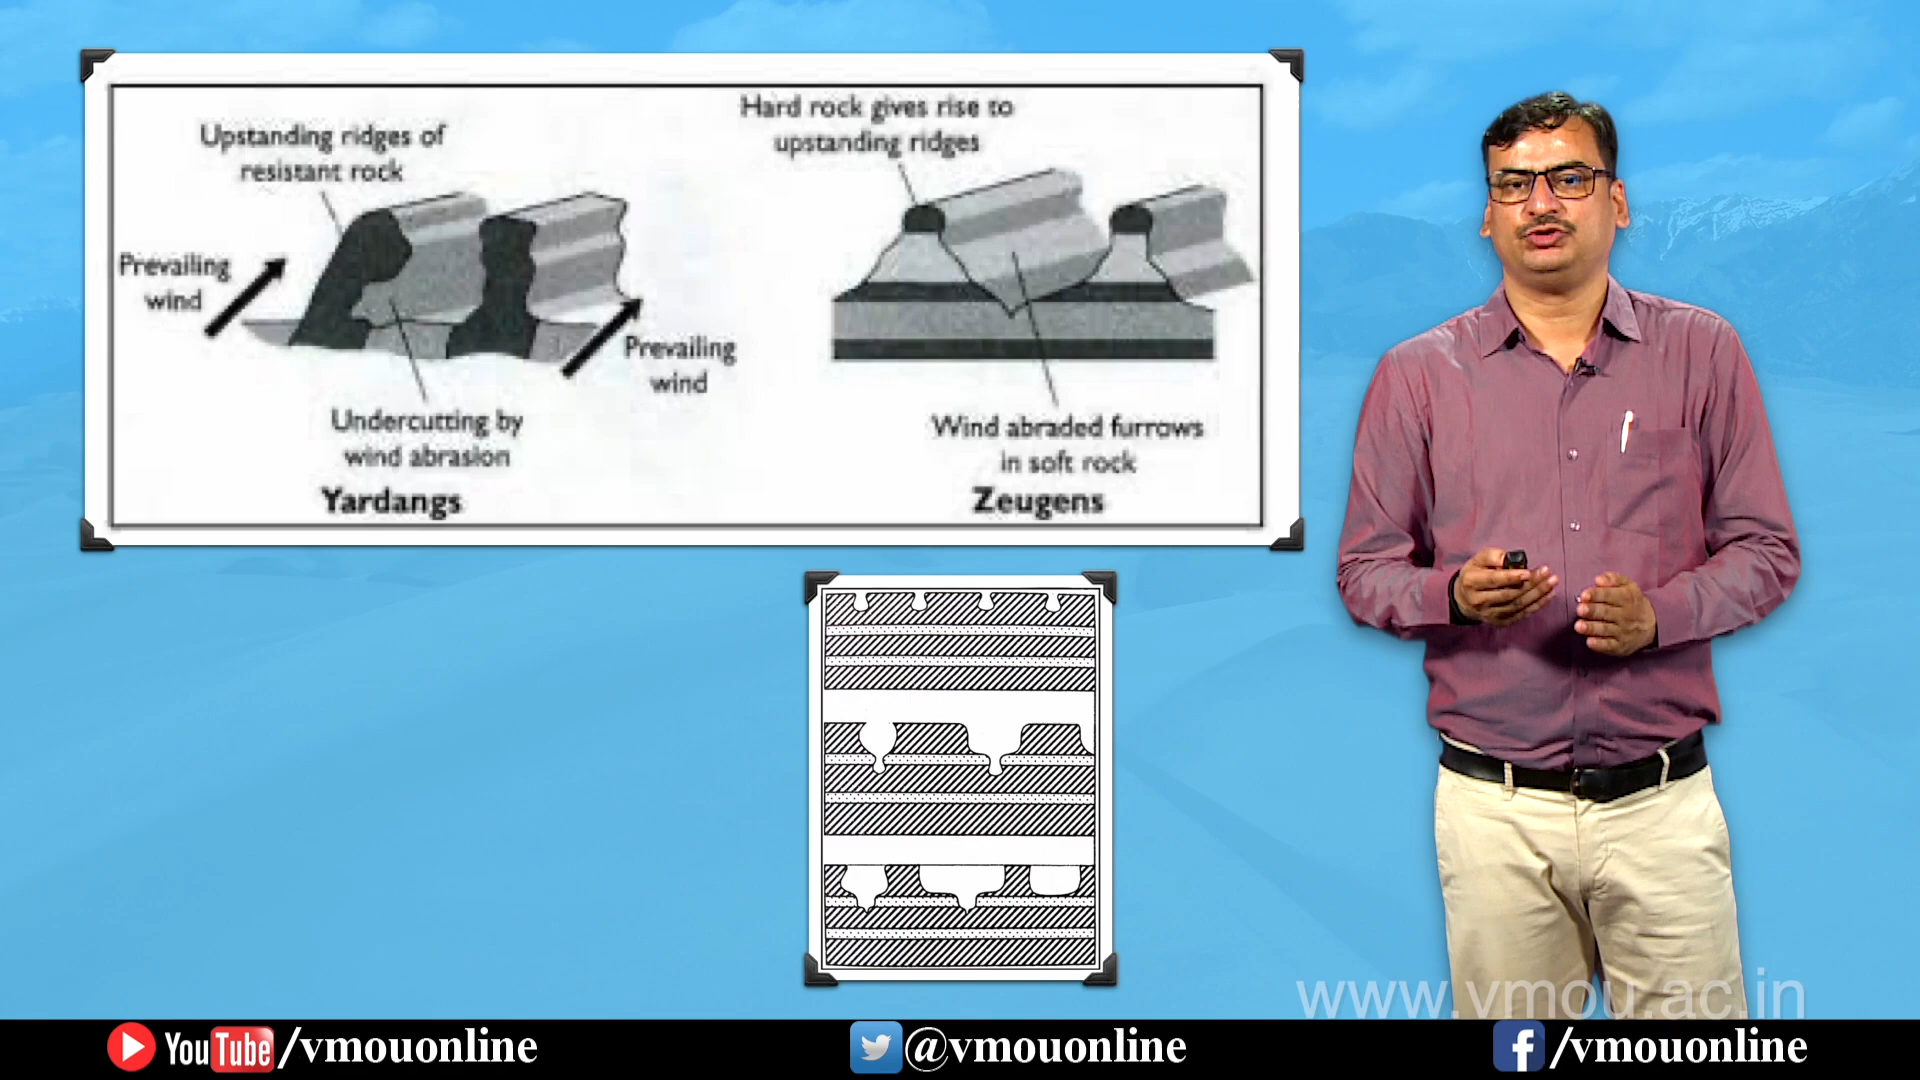 Upstanding ridges of
resistant rock
Prevailing
wind
Prevailing
wind
Undercutting by
wind abrasion
Yardangs
Hard rock gives rise to
upstanding ridges
Wind abraded furrows
in soft rock
Zeugens
www.vmou.ac.in
YouTube/vmouonline
@vmouonline
f/vmouonline